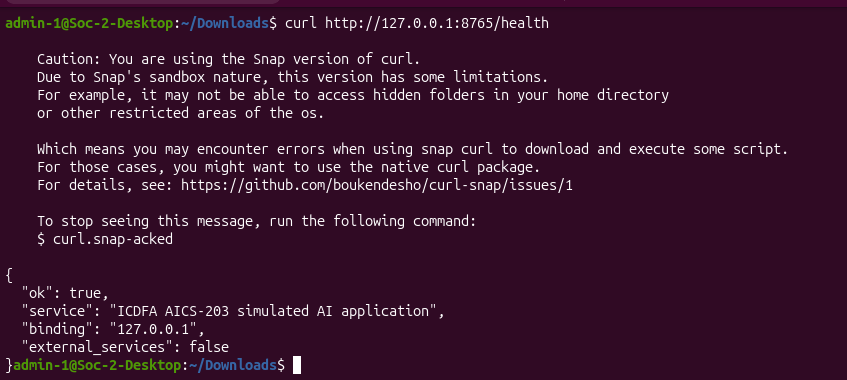 admin-1@Soc-2-Desktop:~/Downloads$ curl http://127.0.0.1:8765/health
Caution: You are using the Snap version of curl.
Due to Snap's sandbox nature, this version has some limitations.
For example, it may not be able to access hidden folders in your home directory
or other restricted areas of the os.
Which means you may encounter errors when using snap curl to download and execute some script.
For those cases, you might want to use the native curl package.
For details, see: https://github.com/boukendesho/curl-snap/issues/1
To stop seeing this message, run the following command:
$ curl.snap-acked
{
"ok": true,
"service": "ICDFA AICS-203 simulated AI application",
"binding": "127.0.0.1",
"external_services": false
}admin-1@Soc-2-Desktop:~/Downloads$